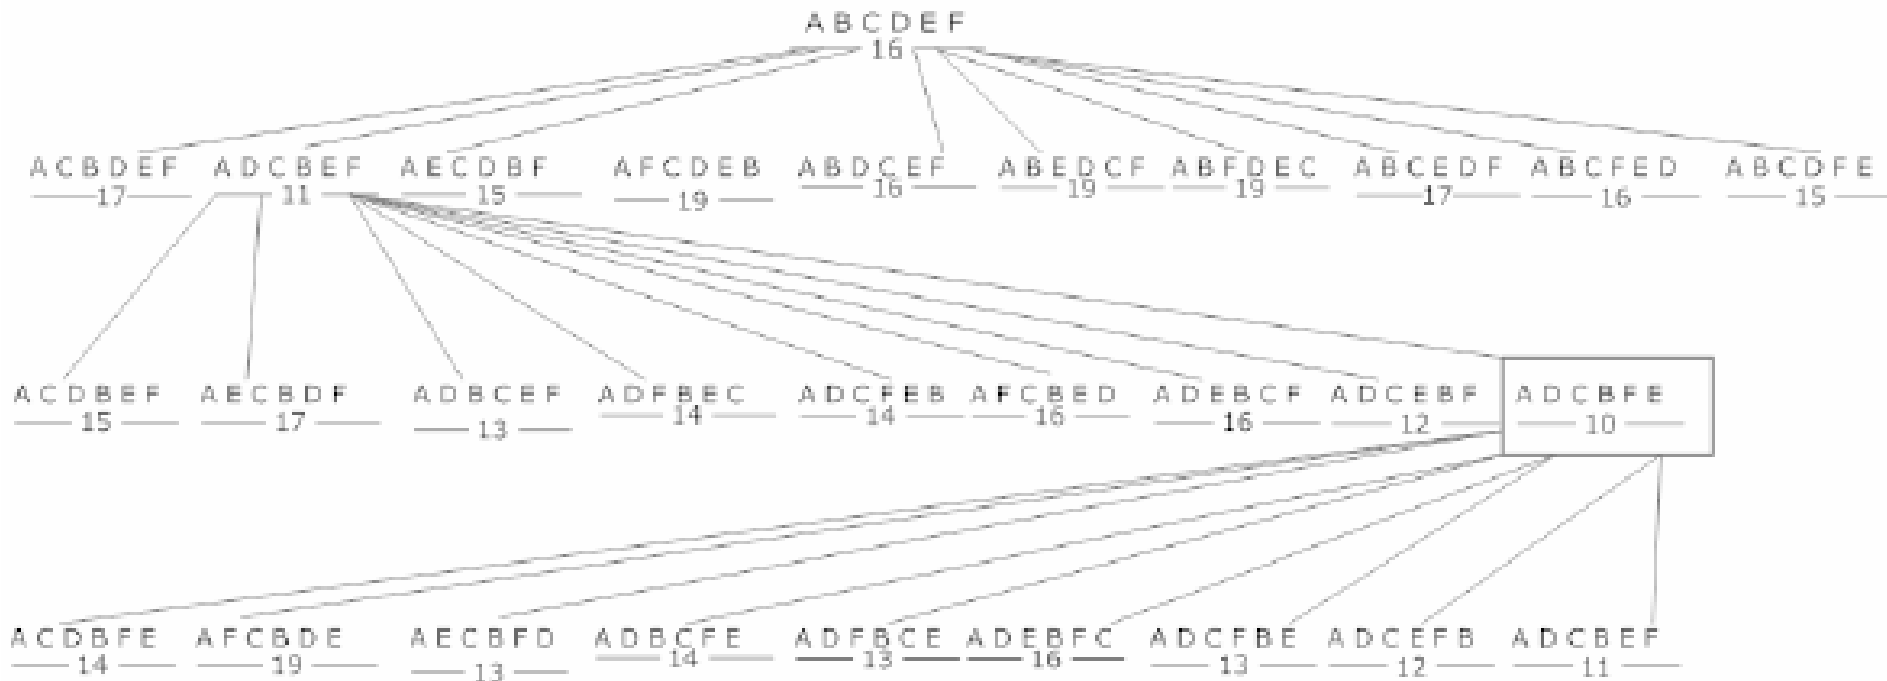 A B C D E F
16
A C B D E F A D C B E F A E C D B F A F C D E B A B D C E F A B E D C F A B F D E C A B C E D F A B C F E D A B C D F E
17 11 15 19 16 19 19 17 16 15
A C D B E F A E C B D F A D B C E F A D F B E C A D C F E B A F C B E D A D E B C F A D C E B F A D C B F E
15 17 13 14 14 16 16 12 10
A C D B F E A F C B D E A E C B F D A D B C F E A D F B C E A D E B F C A D C F B E A D C E F B A D C B E F
14 19 13 14 13 16 13 12 11